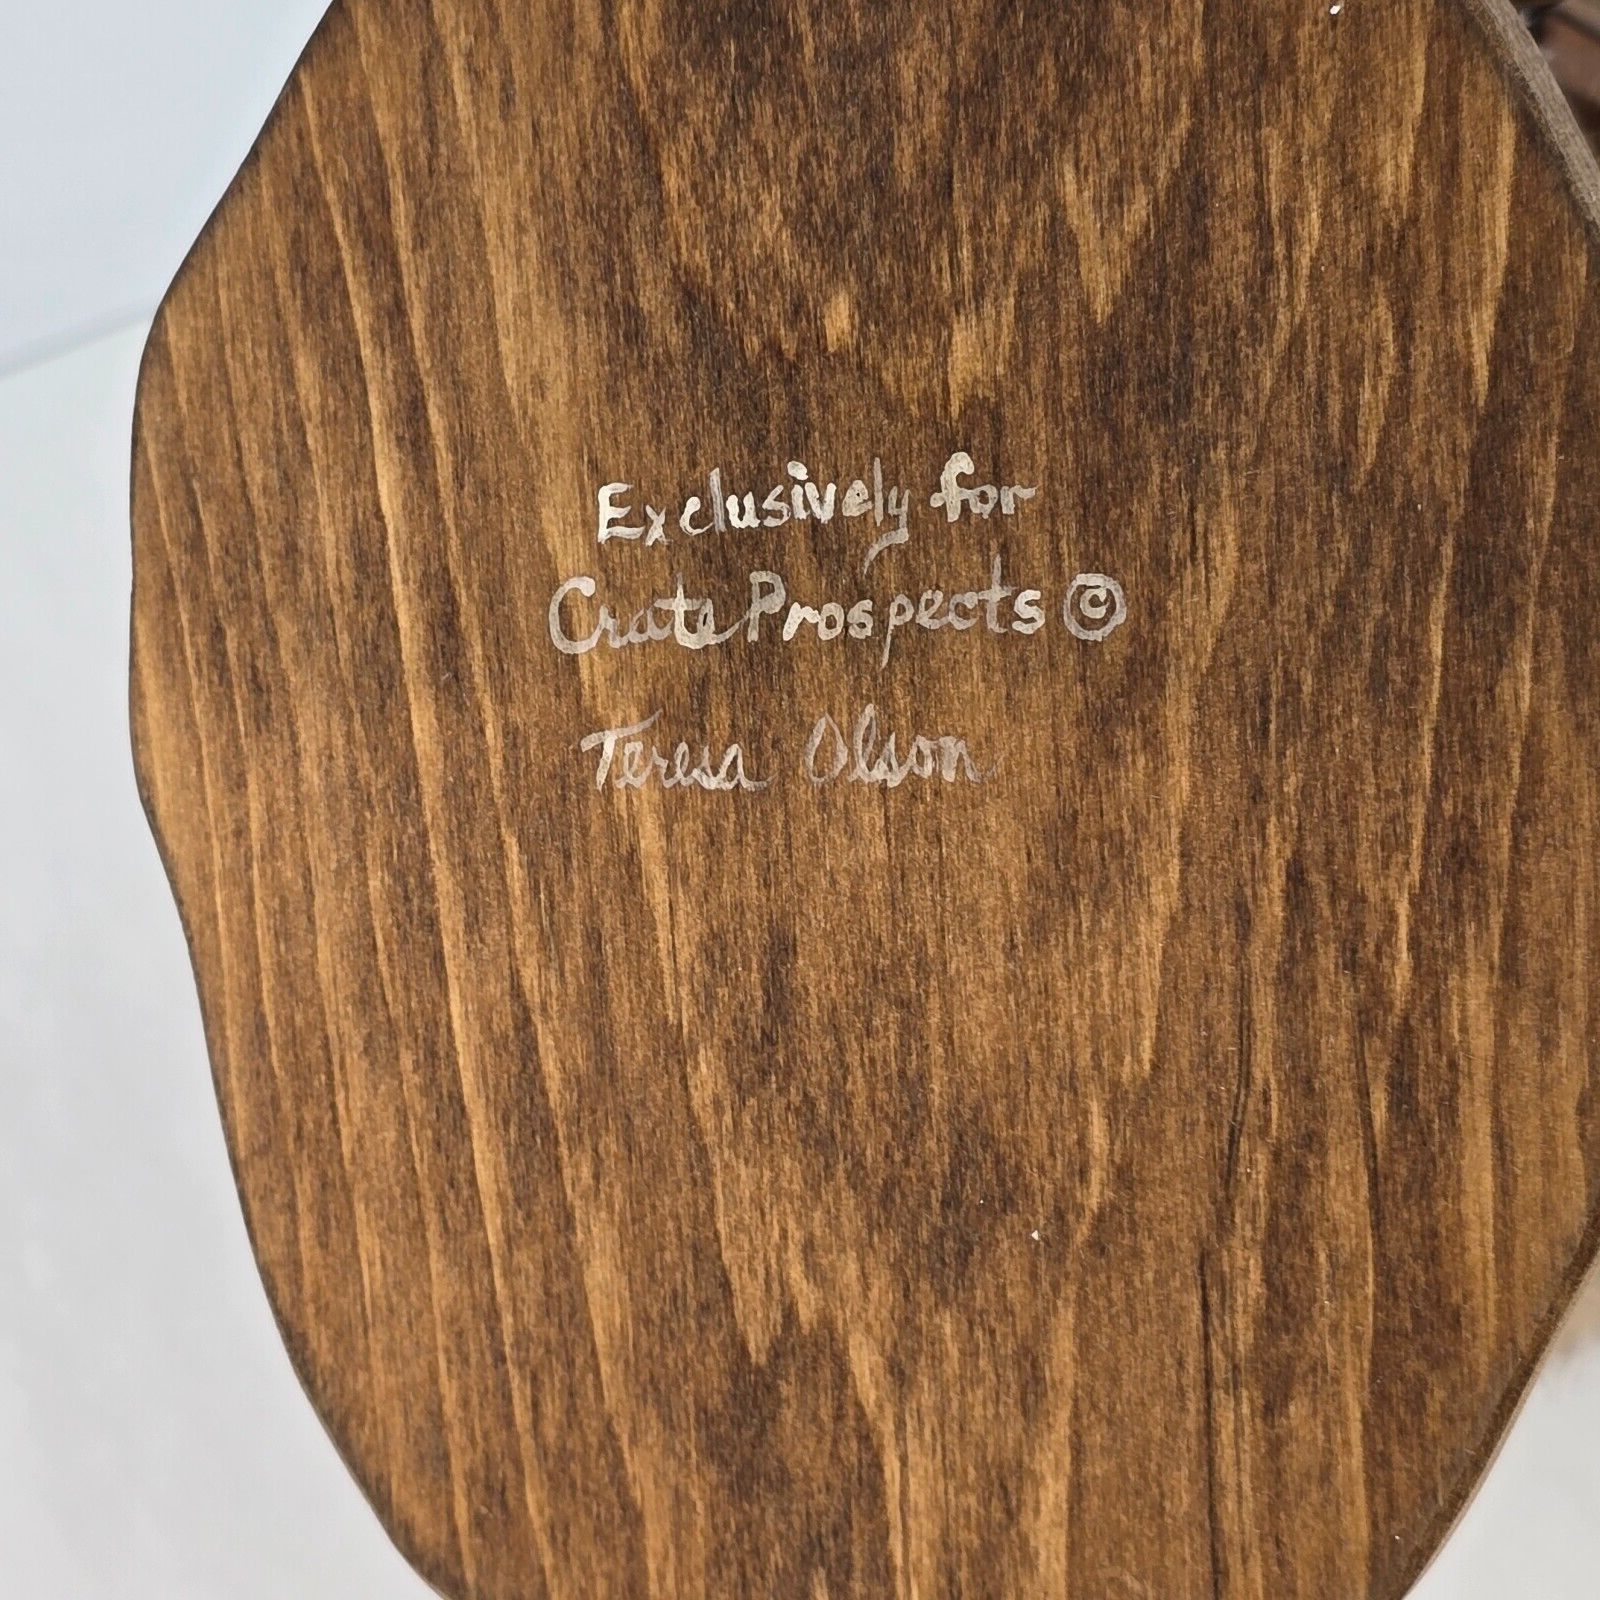 Exclusively for
Crate Prospects ©
Teresa Olson